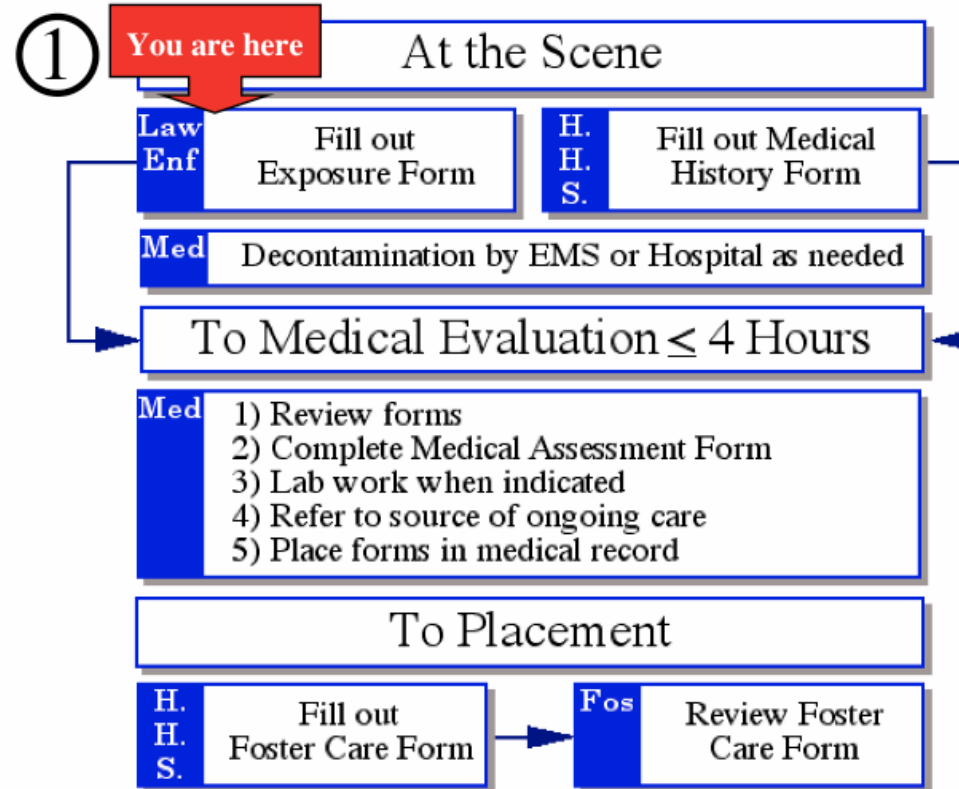 1
You are here
At the Scene
Law
Enf
Fill out
Exposure Form
H.
H.
S.
Fill out Medical
History Form
Med
Decontamination by EMS or Hospital as needed
To Medical Evaluation ≤ 4 Hours
Med
1) Review forms
2) Complete Medical Assessment Form
3) Lab work when indicated
4) Refer to source of ongoing care
5) Place forms in medical record
To Placement
H.
H.
S.
Fill out
Foster Care Form
Fos
Review Foster
Care Form